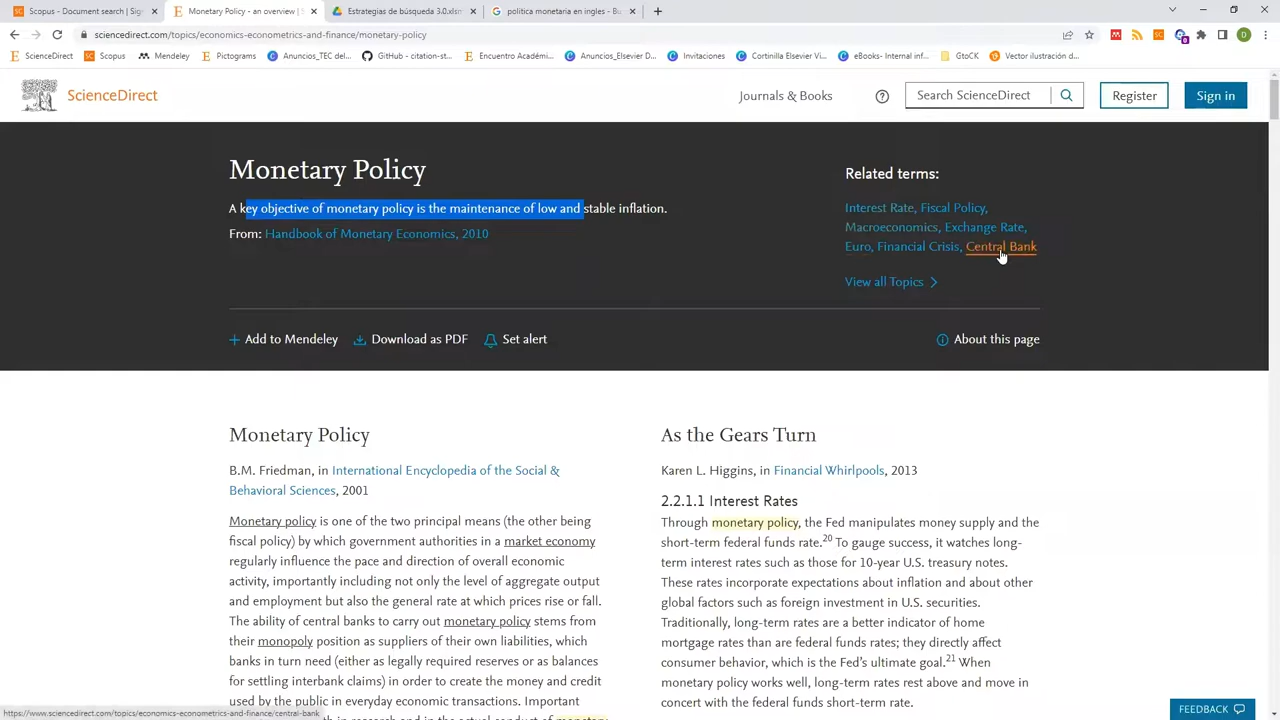 Scopus - Document search | Sign
Monetary Policy - an overview | S
Estrategias de búsqueda 3.0.xlsm
política monetaria en ingles - Bu
sciencedirect.com/topics/economics-econometrics-and-finance/monetary-policy
ScienceDirect
Scopus
Mendeley
Pictograms
Anuncios_TEC del...
GitHub - citation-st...
Encuentro Académi...
Anuncios_Elsevier D...
Invitaciones
Cortinilla Elsevier Vi...
eBooks- Internal inf...
GtoCK
Vector ilustración d...
ScienceDirect
Journals & Books
Search ScienceDirect
Register
Sign in
Monetary Policy
A key objective of monetary policy is the maintenance of low and stable inflation.
From: Handbook of Monetary Economics, 2010
Related terms:
Interest Rate, Fiscal Policy,
Macroeconomics, Exchange Rate,
Euro, Financial Crisis, Central Bank
View all Topics
Add to Mendeley
Download as PDF
Set alert
About this page
Monetary Policy
B.M. Friedman, in International Encyclopedia of the Social &
Behavioral Sciences, 2001
Monetary policy is one of the two principal means (the other being
fiscal policy) by which government authorities in a market economy
regularly influence the pace and direction of overall economic
activity, importantly including not only the level of aggregate output
and employment but also the general rate at which prices rise or fall.
The ability of central banks to carry out monetary policy stems from
their monopoly position as suppliers of their own liabilities, which
banks in turn need (either as legally required reserves or as balances
for settling interbank claims) in order to create the money and credit
used by the public in everyday economic transactions. Important
As the Gears Turn
Karen L. Higgins, in Financial Whirlpools, 2013
2.2.1.1 Interest Rates
Through monetary policy, the Fed manipulates money supply and the
short-term federal funds rate.20 To gauge success, it watches long-
term interest rates such as those for 10-year U.S. treasury notes.
These rates incorporate expectations about inflation and about other
global factors such as foreign investment in U.S. securities.
Traditionally, long-term rates are a better indicator of home
mortgage rates than are federal funds rates; they directly affect
consumer behavior, which is the Fed's ultimate goal.21 When
monetary policy works well, long-term rates rest above and move in
concert with the federal funds short-term rate.
FEEDBACK
https://www.sciencedirect.com/topics/economics-econometrics-and-finance/central-bank